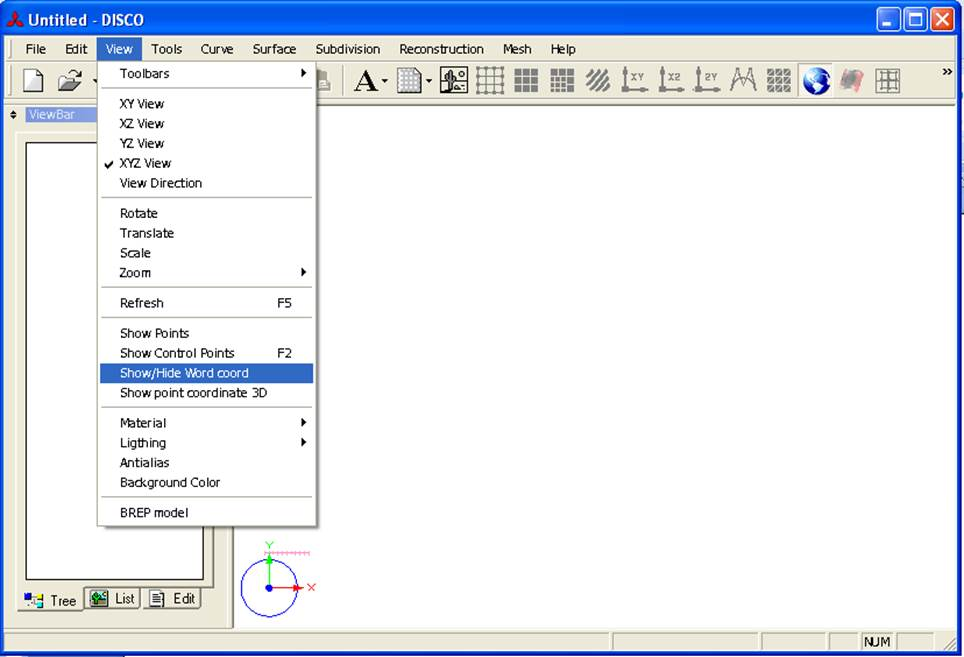 Untitled - DISCO
File Edit View Tools Curve Surface Subdivision Reconstruction Mesh Help
A XY XZ ZY »
ViewBar
Toolbars
XY View
XZ View
YZ View
XYZ View
View Direction
Rotate
Translate
Scale
Zoom
Refresh F5
Show Points
Show Control Points F2
Show/Hide Word coord
Show point coordinate 3D
Material
Ligthing
Antialias
Background Color
BREP model
Y
X
Tree List Edit
NUM